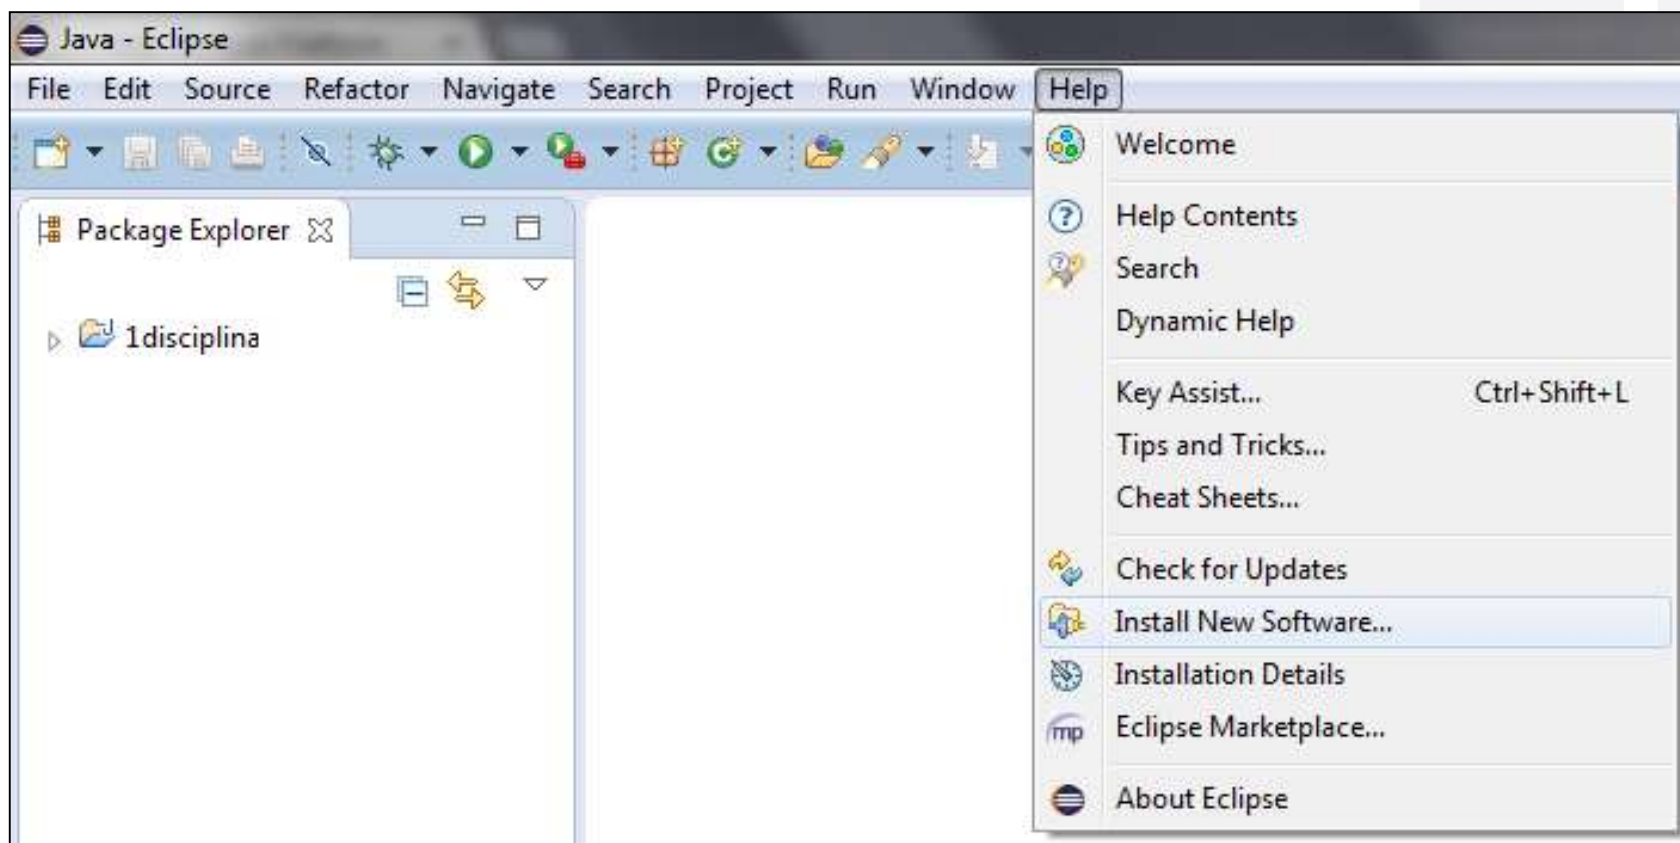 Java - Eclipse
File Edit Source Refactor Navigate Search Project Run Window Help
Package Explorer
1disciplina
Welcome
Help Contents
Search
Dynamic Help
Key Assist... Ctrl+Shift+L
Tips and Tricks...
Cheat Sheets...
Check for Updates
Install New Software...
Installation Details
mp Eclipse Marketplace...
About Eclipse